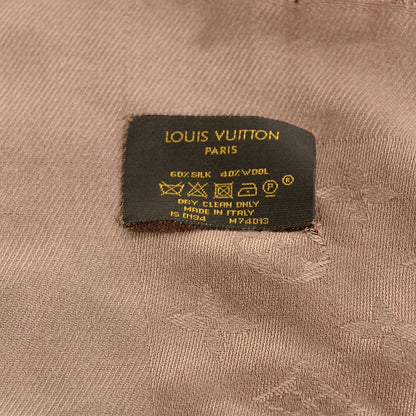 LOUIS VUITTON
PARIS
60% SILK 40% WOOL
P ®
DRY CLEAN ONLY
MADE IN ITALY
IS 0194 M74013